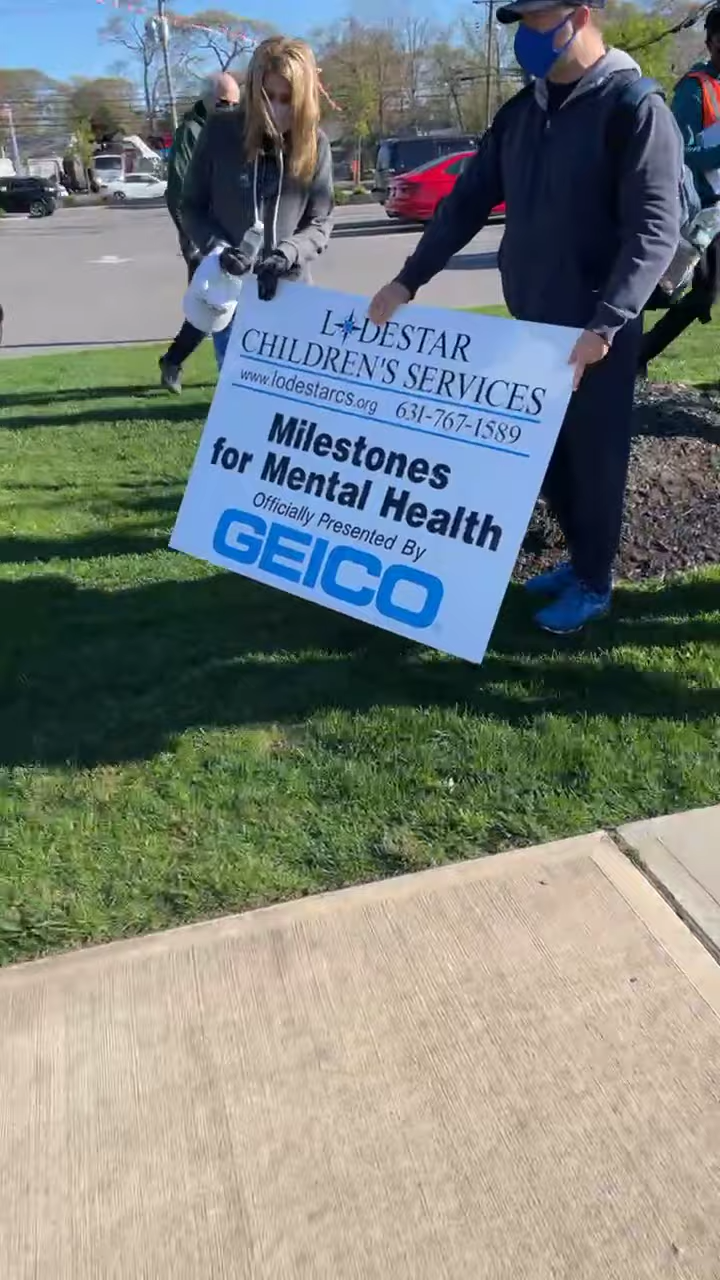 LODESTAR
CHILDREN'S SERVICES
www.lodestarcs.org 631-767-1589
Milestones
for Mental Health
Officially Presented By
GEICO